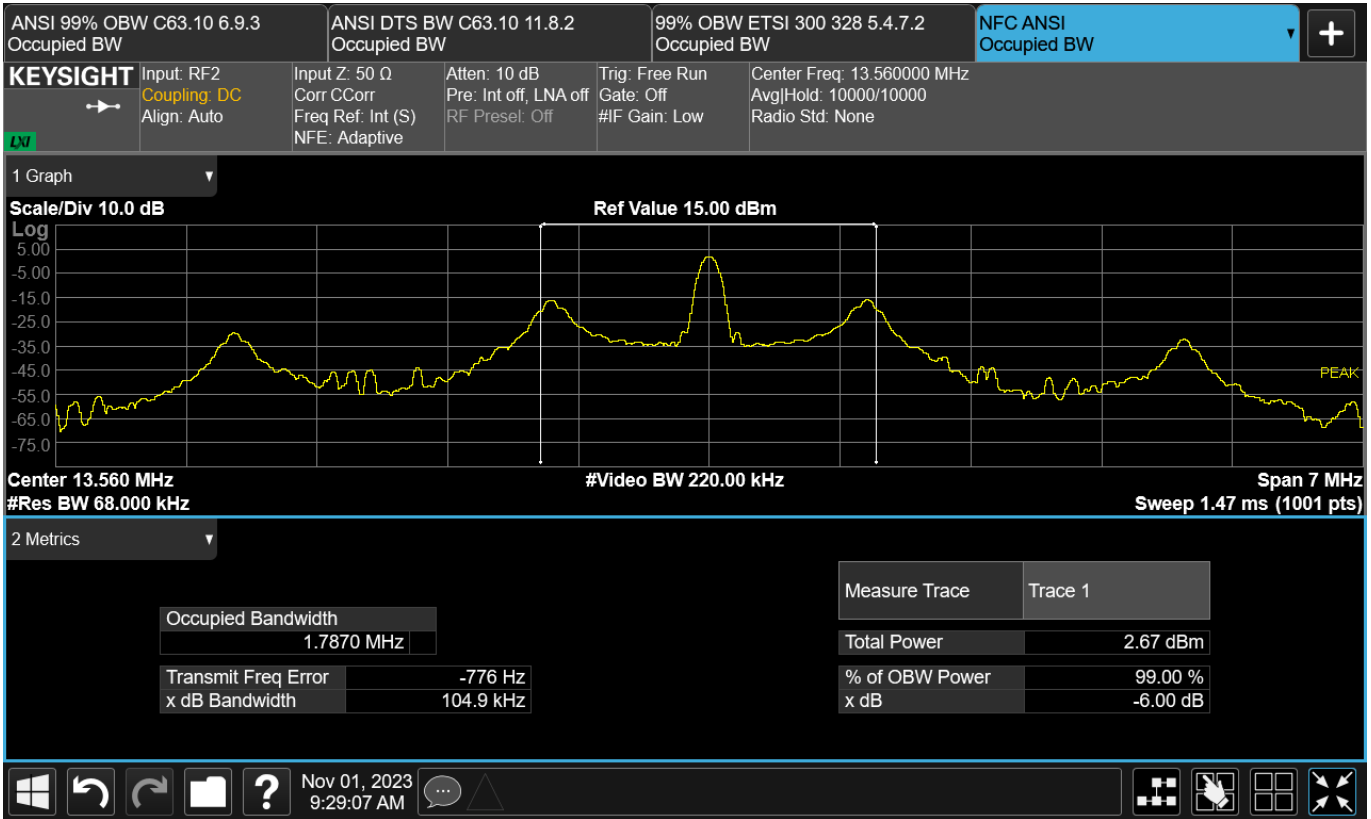 ANSI 99% OBW C63.10 6.9.3
Occupied BW
ANSI DTS BW C63.10 11.8.2
Occupied BW
99% OBW ETSI 300 328 5.4.7.2
Occupied BW
NFC ANSI
Occupied BW
KEYSIGHT
LXI
Input: RF2
Coupling: DC
Align: Auto
Input Z: 50 Ω
Corr CCorr
Freq Ref: Int (S)
NFE: Adaptive
Atten: 10 dB
Pre: Int off, LNA off
RF Presel: Off
Trig: Free Run
Gate: Off
#IF Gain: Low
Center Freq: 13.560000 MHz
Avg|Hold: 10000/10000
Radio Std: None
1 Graph
Scale/Div 10.0 dB
Ref Value 15.00 dBm
Log
5.00
-5.00
-15.0
-25.0
-35.0
-45.0
-55.0
-65.0
-75.0
PEAK
Center 13.560 MHz
#Video BW 220.00 kHz
Span 7 MHz
#Res BW 68.000 kHz
Sweep 1.47 ms (1001 pts)
2 Metrics
Occupied Bandwidth
1.7870 MHz
Transmit Freq Error -776 Hz
x dB Bandwidth 104.9 kHz
Measure Trace Trace 1
Total Power 2.67 dBm
% of OBW Power 99.00 %
x dB -6.00 dB
Nov 01, 2023
9:29:07 AM